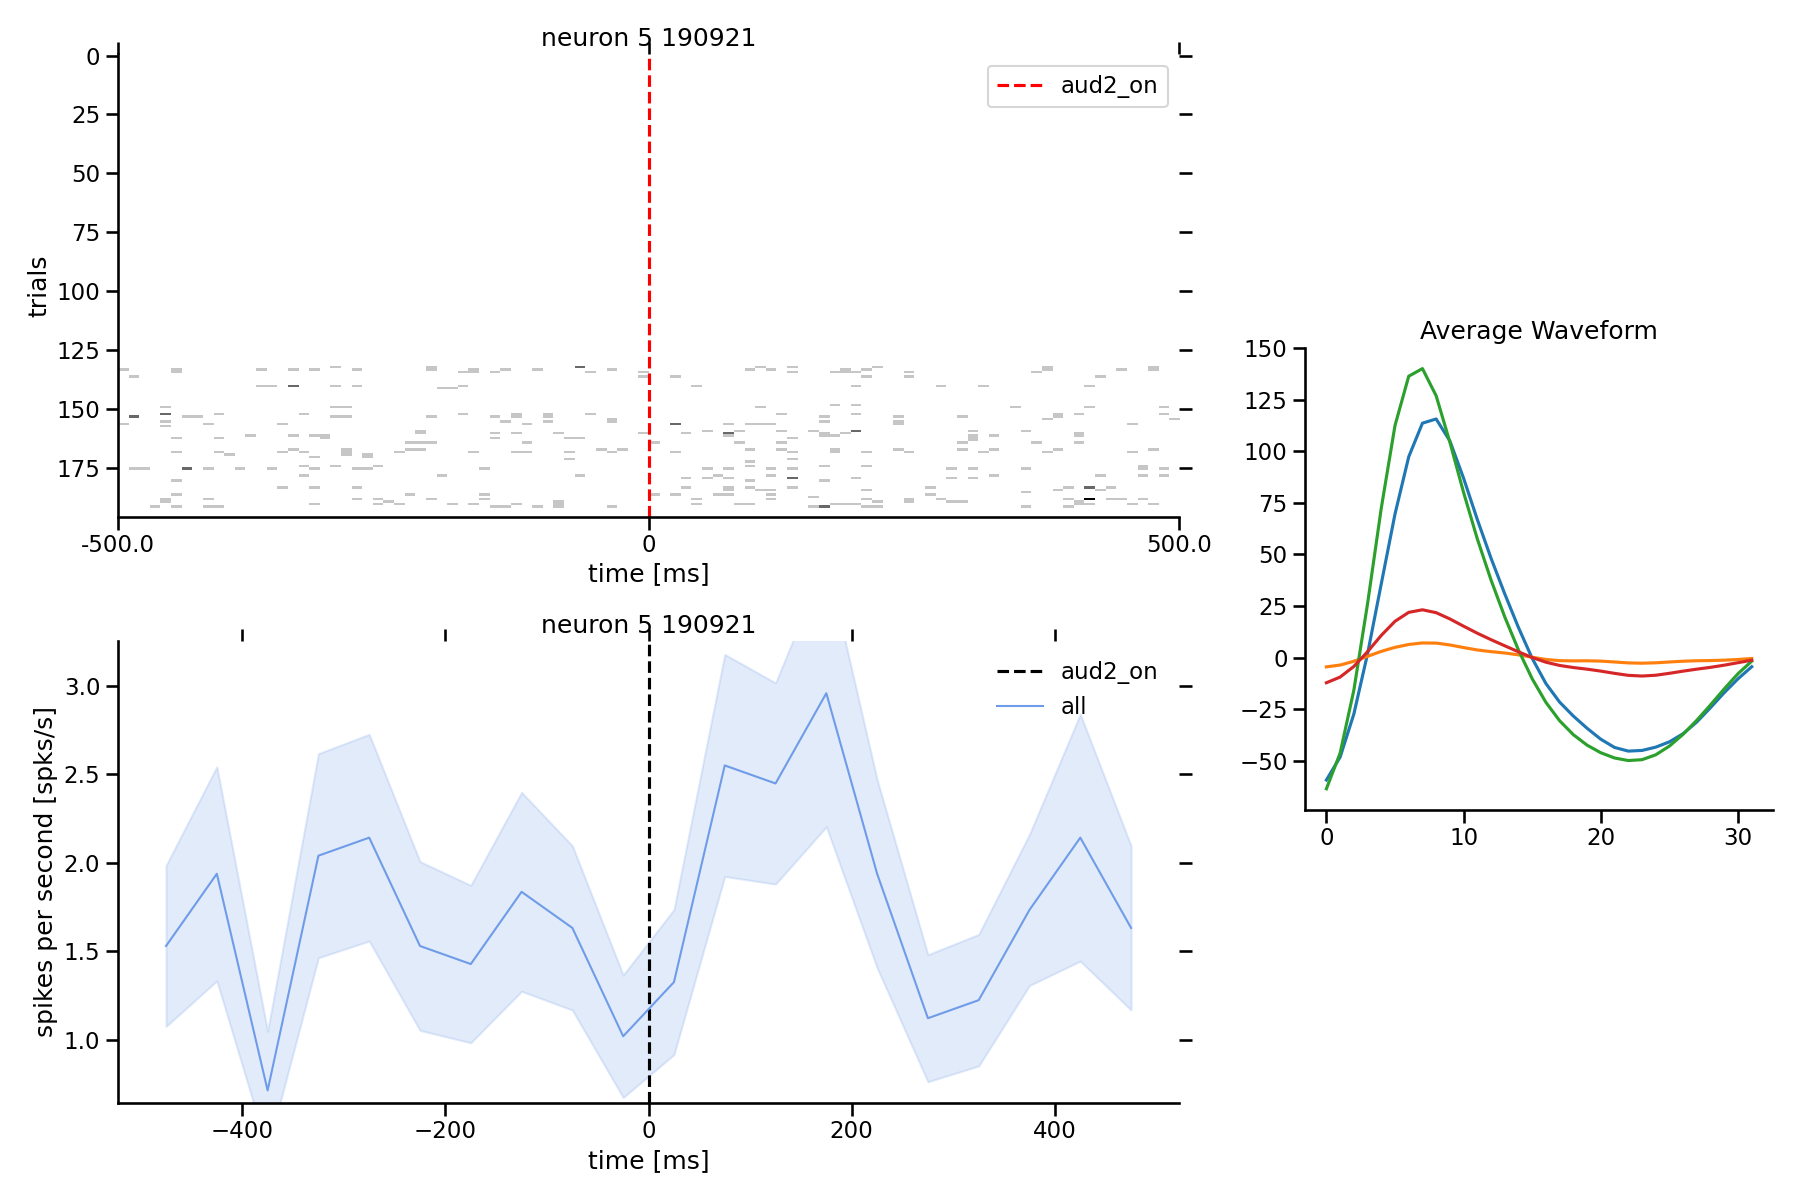 neuron 5 190921
0
25
50
75
100
125
150
175
trials
aud2_on
-500.0 0 500.0
time [ms]
neuron 5 190921
3.0
2.5
2.0
1.5
1.0
spikes per second [spks/s]
aud2_on
all
−400 −200 0 200 400
time [ms]
Average Waveform
150
125
100
75
50
25
0
−25
−50
0 10 20 30